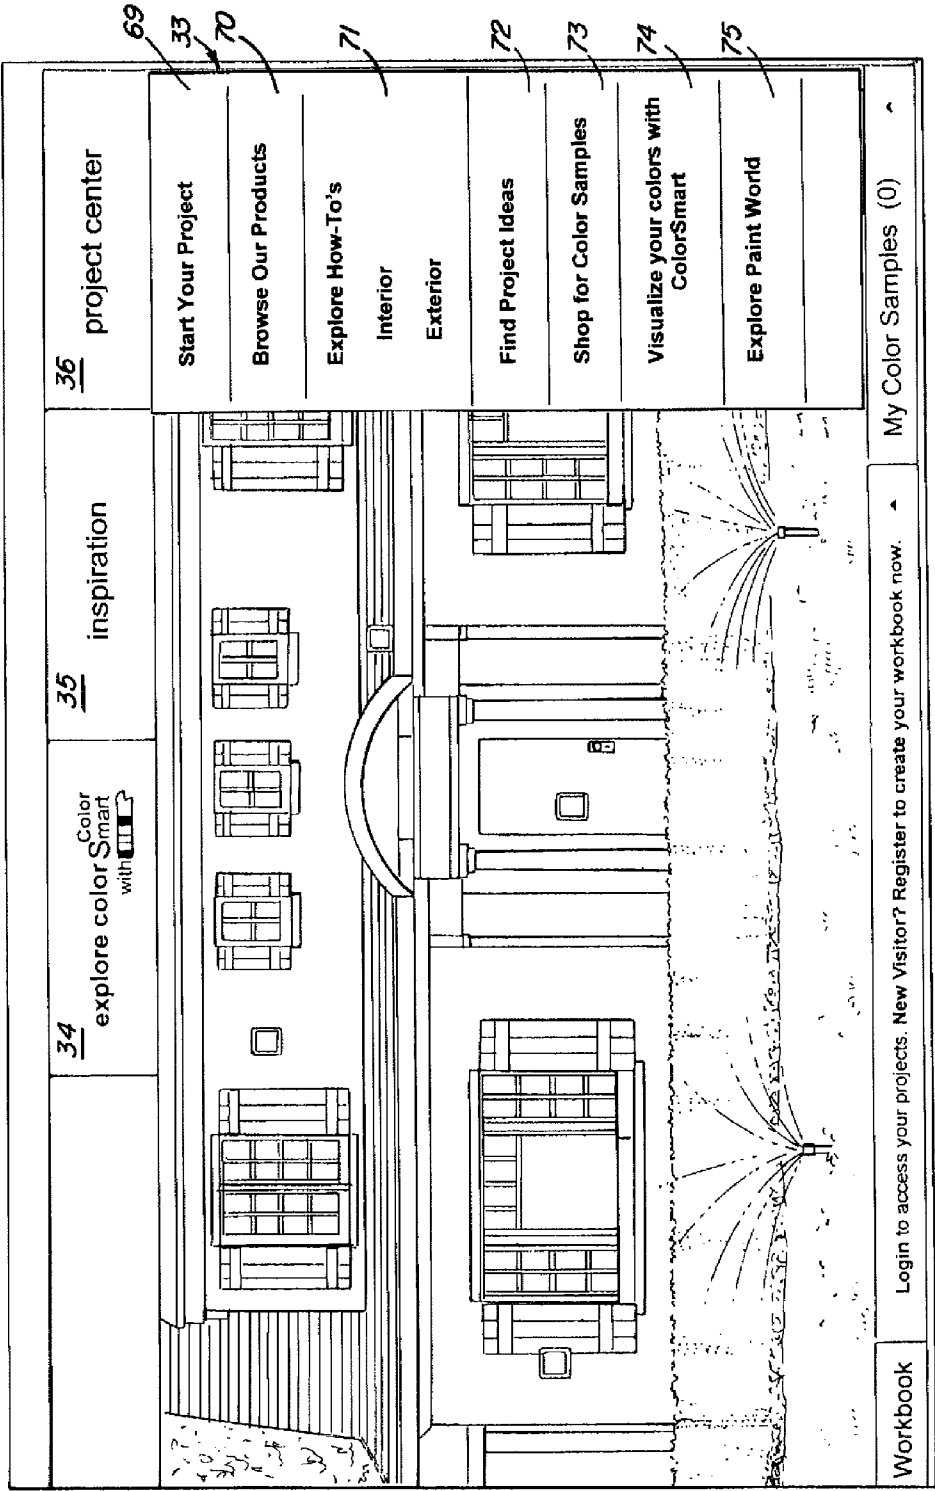 34
explore color
Color
Smart
with
35
inspiration
36
project center
69
Start Your Project
33
70
Browse Our Products
71
Explore How-To's
Interior
Exterior
72
Find Project Ideas
73
Shop for Color Samples
74
Visualize your colors with
ColorSmart
75
Explore Paint World
Workbook
Login to access your projects. New Visitor? Register to create your workbook now.
My Color Samples (0)